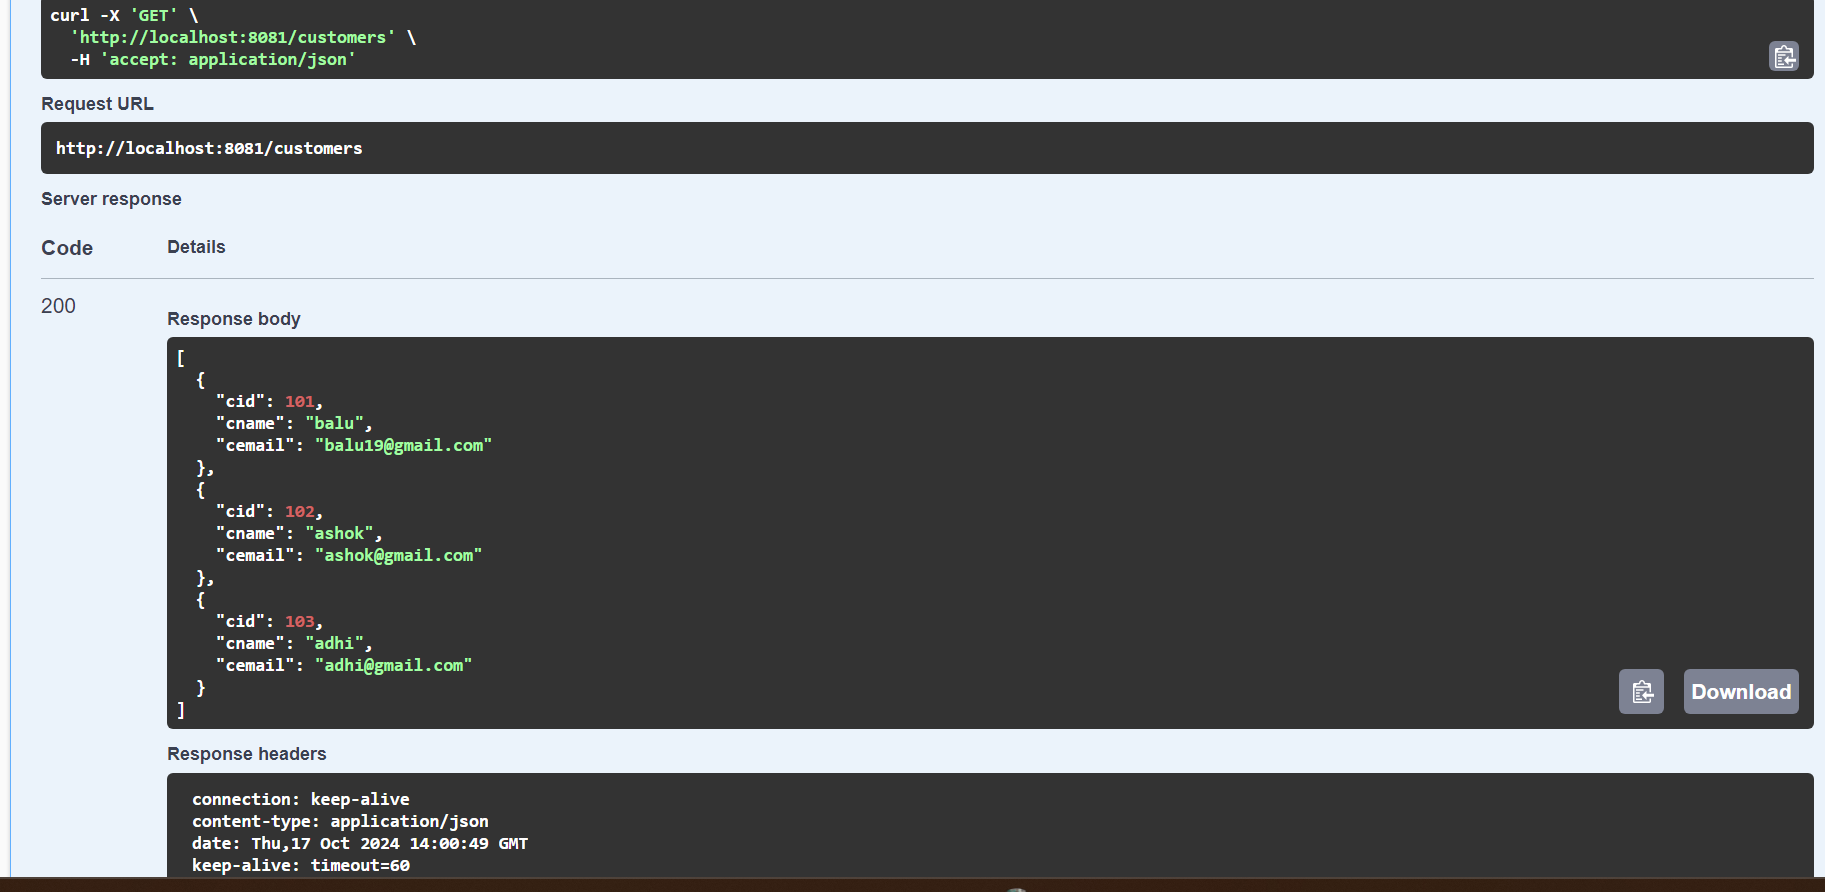 curl -X 'GET' \
  'http://localhost:8081/customers' \
  -H 'accept: application/json'
Request URL
http://localhost:8081/customers
Server response
Code Details
200
Response body
[
  {
    "cid": 101,
    "cname": "balu",
    "cemail": "balu19@gmail.com"
  },
  {
    "cid": 102,
    "cname": "ashok",
    "cemail": "ashok@gmail.com"
  },
  {
    "cid": 103,
    "cname": "adhi",
    "cemail": "adhi@gmail.com"
  }
]
Download
Response headers
connection: keep-alive
content-type: application/json
date: Thu,17 Oct 2024 14:00:49 GMT
keep-alive: timeout=60